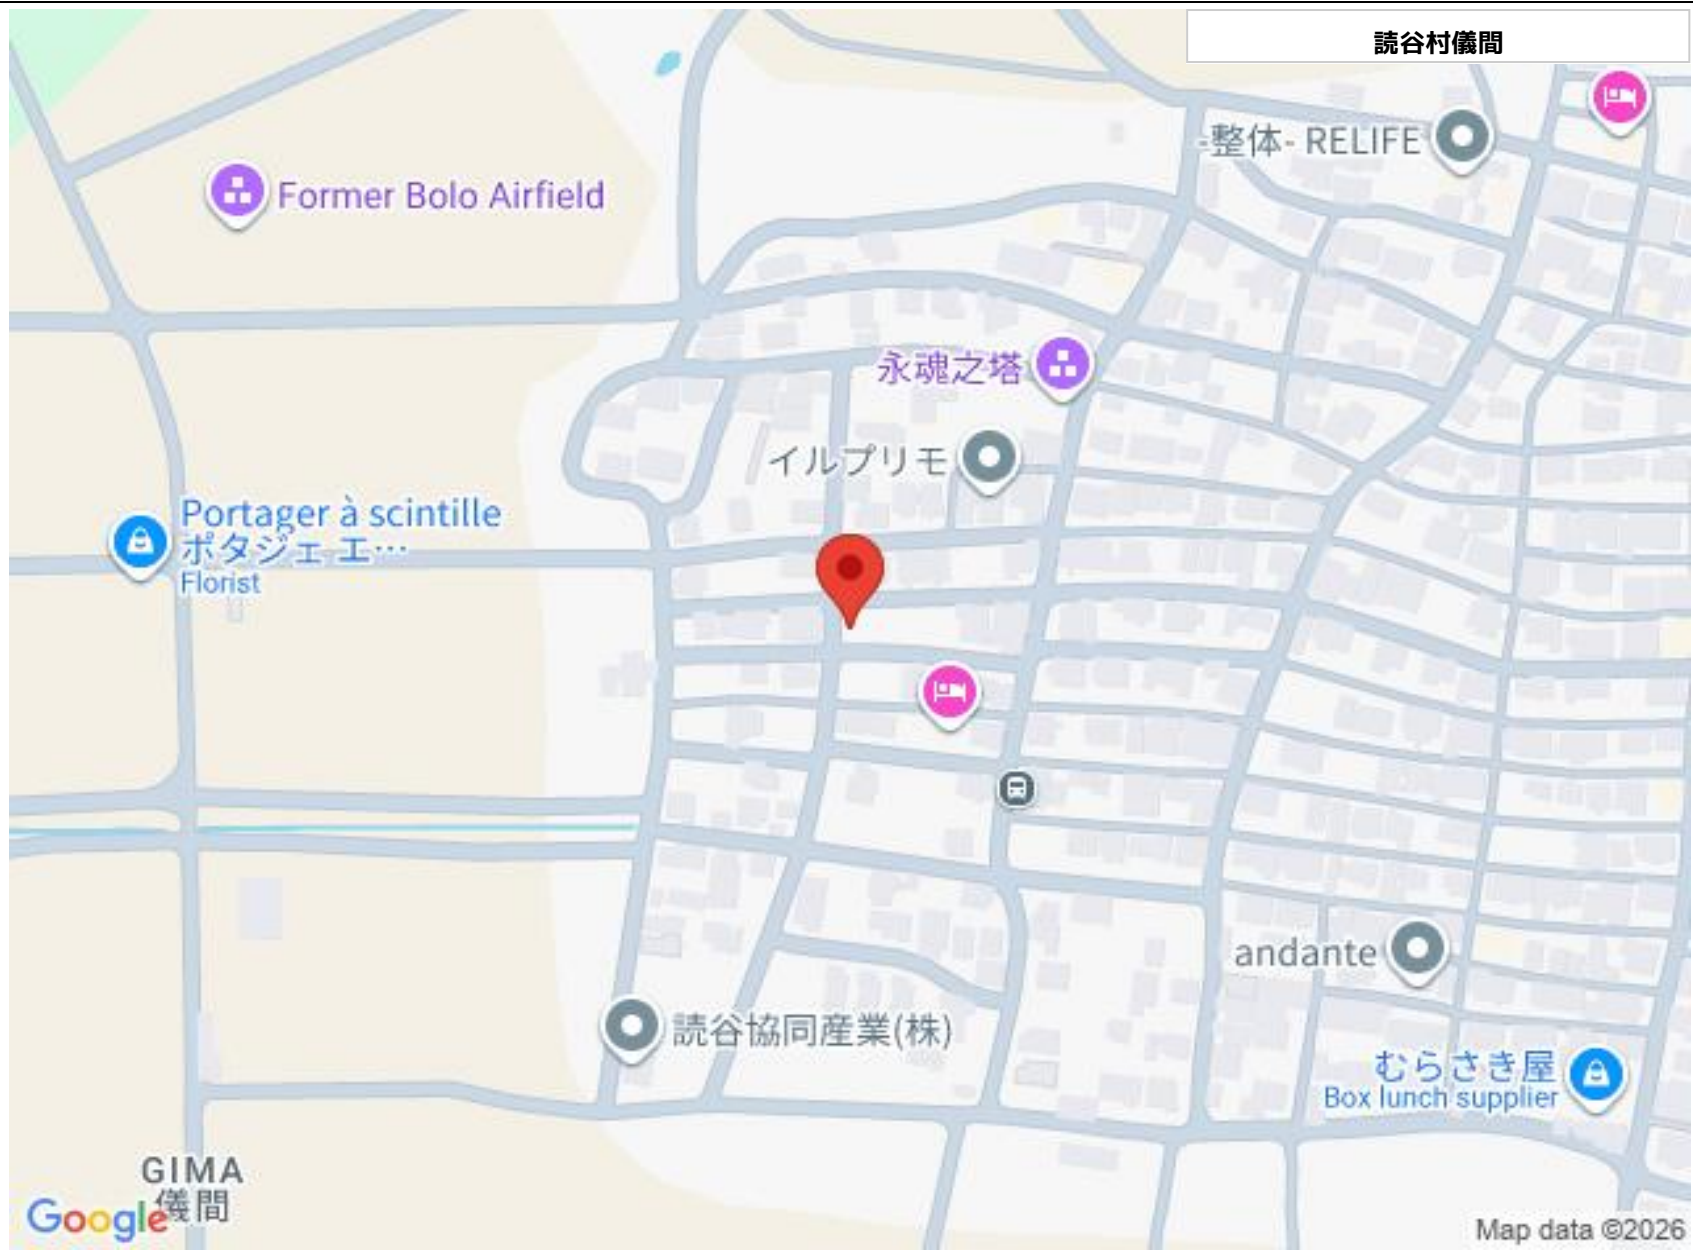 読谷村儀間
-整体- RELIFE
Former Bolo Airfield
永魂之塔
イルプリモ
Portager à scintille
ポタジェ エ…
Florist
andante
読谷協同産業(株)
むらさき屋
Box lunch supplier
GIMA
儀間
Google
Map data ©2026